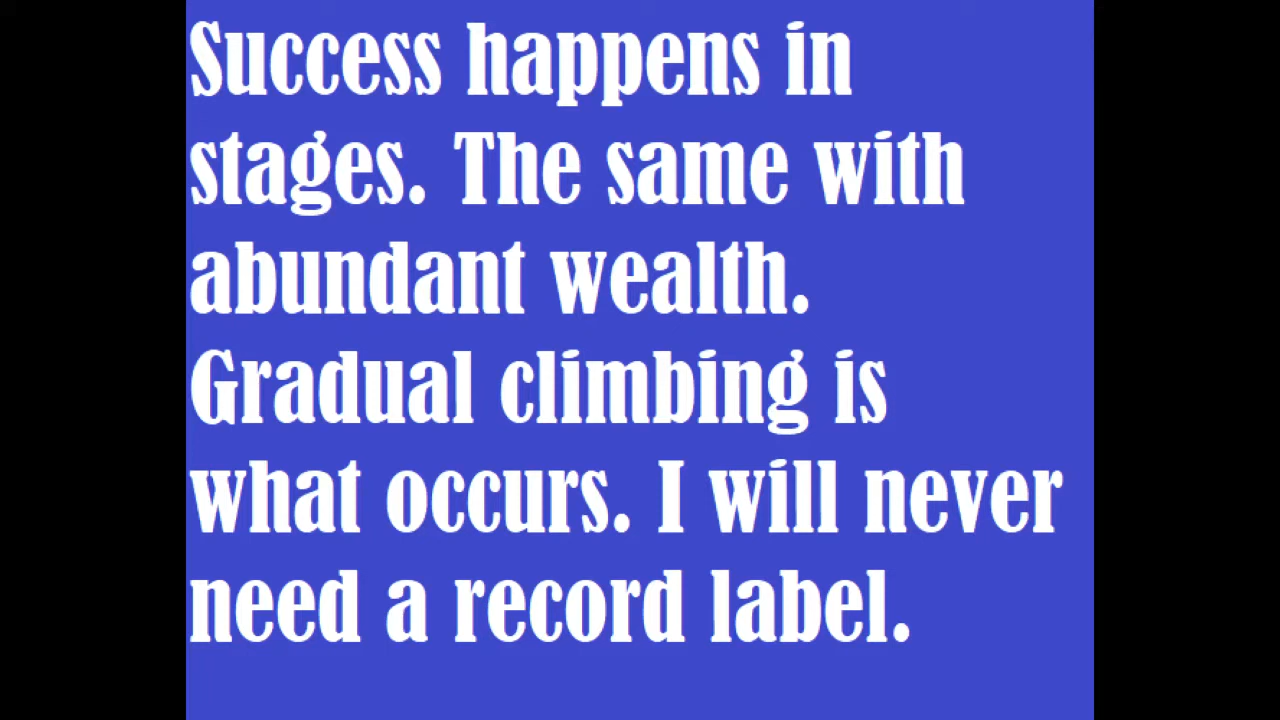 Success happens in
stages. The same with
abundant wealth.
Gradual climbing is
what occurs. I will never
need a record label.